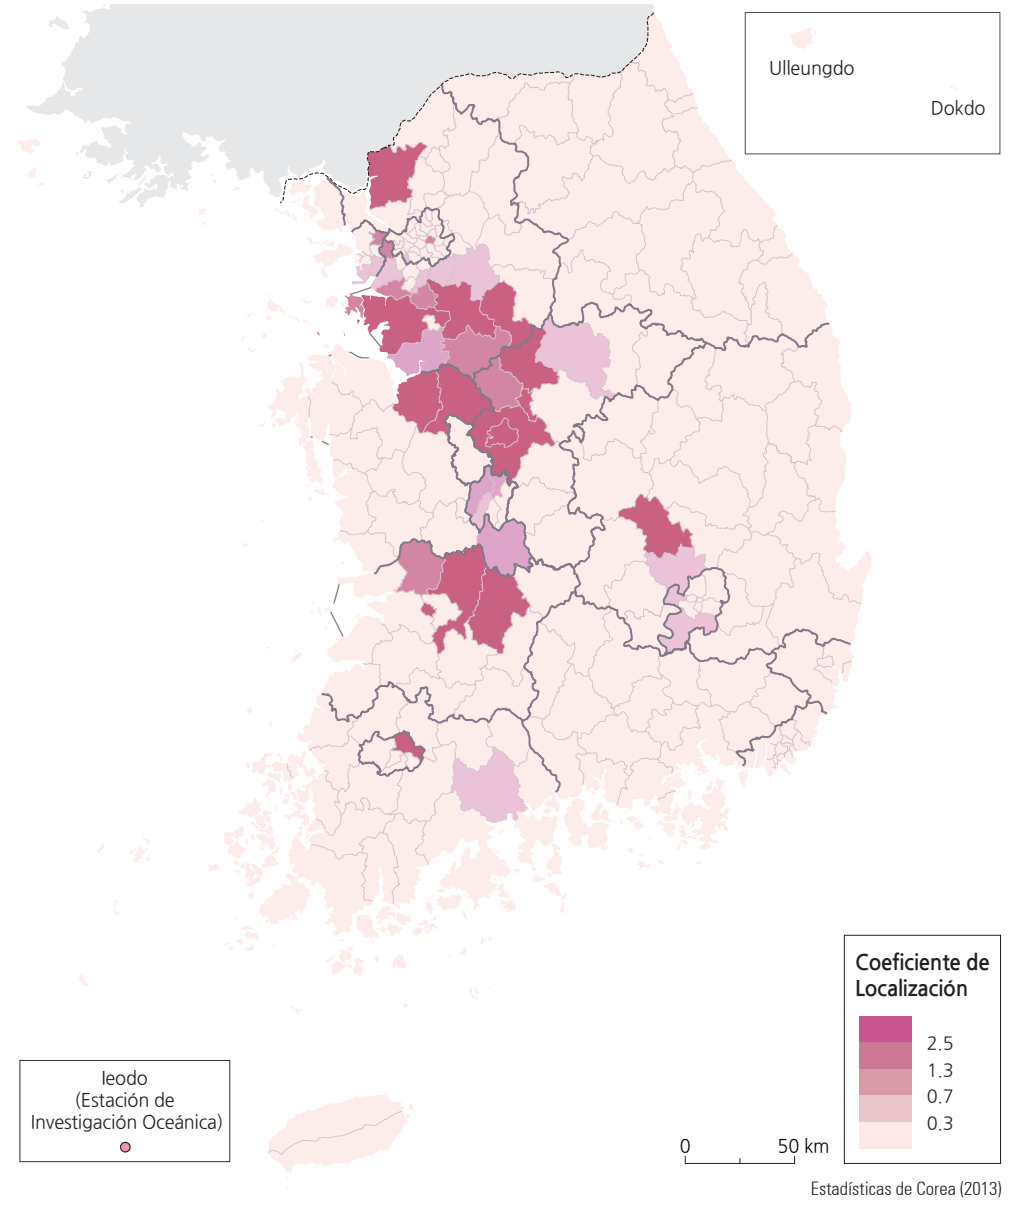 Ulleungdo
Dokdo
Coeficiente de
Localización
2.5
1.3
0.7
0.3
Ieodo
(Estación de
Investigación Oceánica)
0 50 km
Estadísticas de Corea (2013)